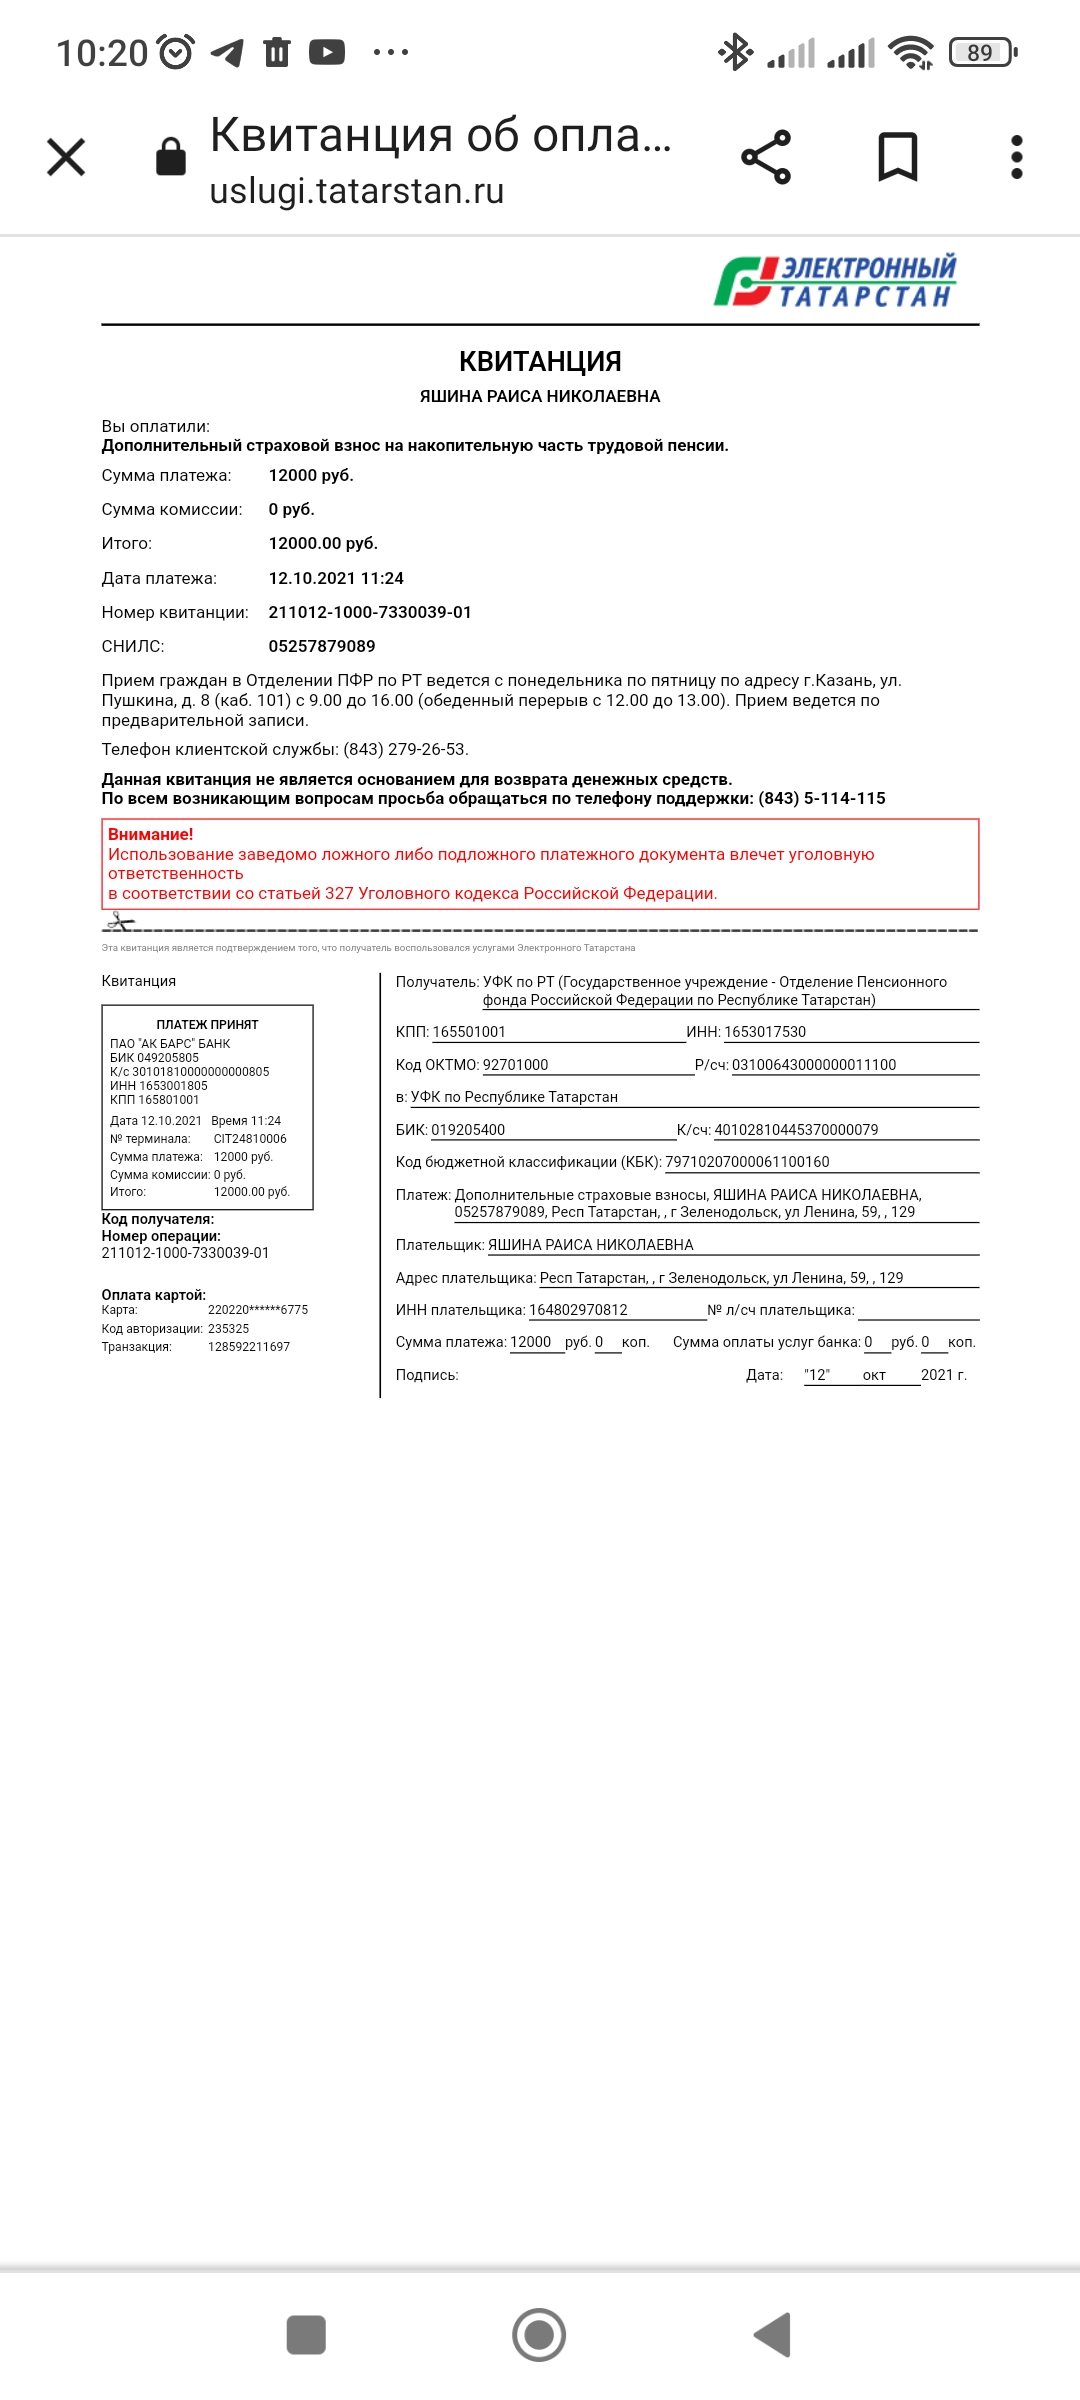 10:20
89
Квитанция об опла...
uslugi.tatarstan.ru
ЭЛЕКТРОННЫЙ
ТАТАРСТАН
КВИТАНЦИЯ
ЯШИНА РАИСА НИКОЛАЕВНА
Вы оплатили:
Дополнительный страховой взнос на накопительную часть трудовой пенсии.
Сумма платежа: 12000 руб.
Сумма комиссии: 0 руб.
Итого: 12000.00 руб.
Дата платежа: 12.10.2021 11:24
Номер квитанции: 211012-1000-7330039-01
СНИЛС: 05257879089
Прием граждан в Отделении ПФР по РТ ведется с понедельника по пятницу по адресу г.Казань, ул.
Пушкина, д. 8 (каб. 101) с 9.00 до 16.00 (обеденный перерыв с 12.00 до 13.00). Прием ведется по
предварительной записи.
Телефон клиентской службы: (843) 279-26-53.
Данная квитанция не является основанием для возврата денежных средств.
По всем возникающим вопросам просьба обращаться по телефону поддержки: (843) 5-114-115
Внимание!
Использование заведомо ложного либо подложного платежного документа влечет уголовную
ответственность
в соответствии со статьей 327 Уголовного кодекса Российской Федерации.
Эта квитанция является подтверждением того, что получатель воспользовался услугами Электронного Татарстана
Квитанция
ПЛАТЕЖ ПРИНЯТ
ПАО "АК БАРС" БАНК
БИК 049205805
К/с 30101810000000000805
ИНН 1653001805
КПП 165801001
Дата 12.10.2021 Время 11:24
№ терминала: CIT24810006
Сумма платежа: 12000 руб.
Сумма комиссии: 0 руб.
Итого: 12000.00 руб.
Код получателя:
Номер операции:
211012-1000-7330039-01
Оплата картой:
Карта: 220220******6775
Код авторизации: 235325
Транзакция: 128592211697
Получатель: УФК по РТ (Государственное учреждение - Отделение Пенсионного
фонда Российской Федерации по Республике Татарстан)
КПП: 165501001 ИНН: 1653017530
Код ОКТМО: 92701000 Р/сч: 03100643000000011100
в: УФК по Республике Татарстан
БИК: 019205400 К/сч: 40102810445370000079
Код бюджетной классификации (КБК): 79710207000061100160
Платеж: Дополнительные страховые взносы, ЯШИНА РАИСА НИКОЛАЕВНА,
05257879089, Респ Татарстан, , г Зеленодольск, ул Ленина, 59, , 129
Плательщик: ЯШИНА РАИСА НИКОЛАЕВНА
Адрес плательщика: Респ Татарстан, , г Зеленодольск, ул Ленина, 59, , 129
ИНН плательщика: 164802970812 № л/сч плательщика:
Сумма платежа: 12000 руб. 0 коп. Сумма оплаты услуг банка: 0 руб. 0 коп.
Подпись: Дата: "12" окт 2021 г.